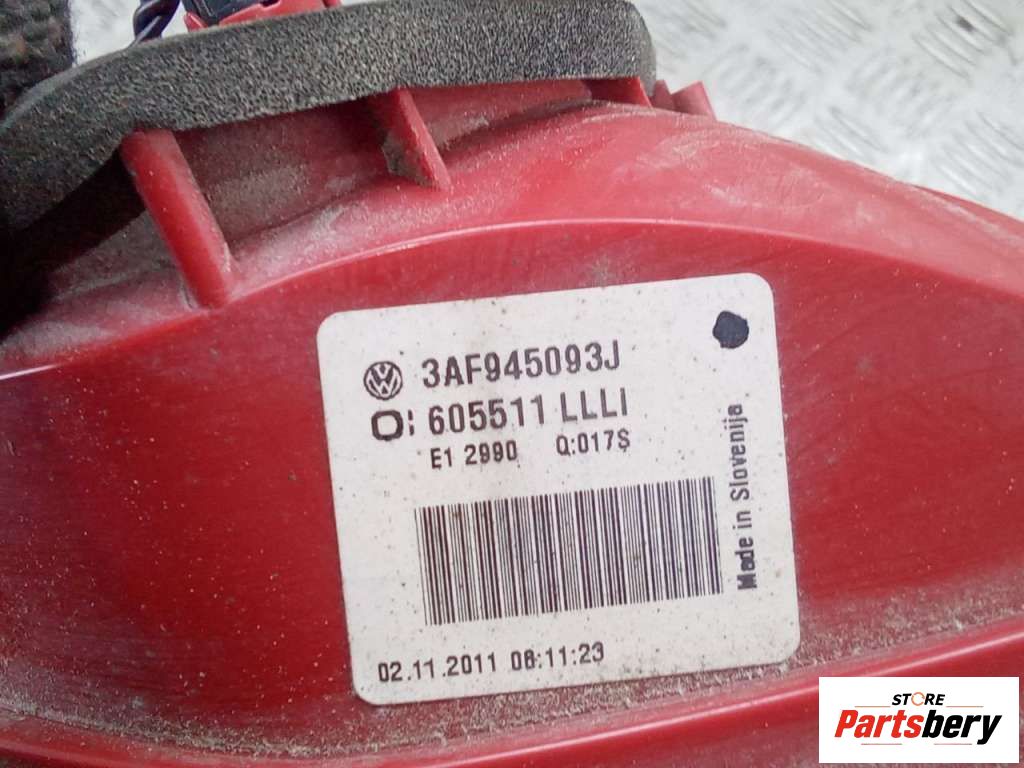 3AF945093J
O: 605511 LLLI
E1 2990 Q:017S
Made in Slovenija
02.11.2011 08:11:23
STORE
Partsbery